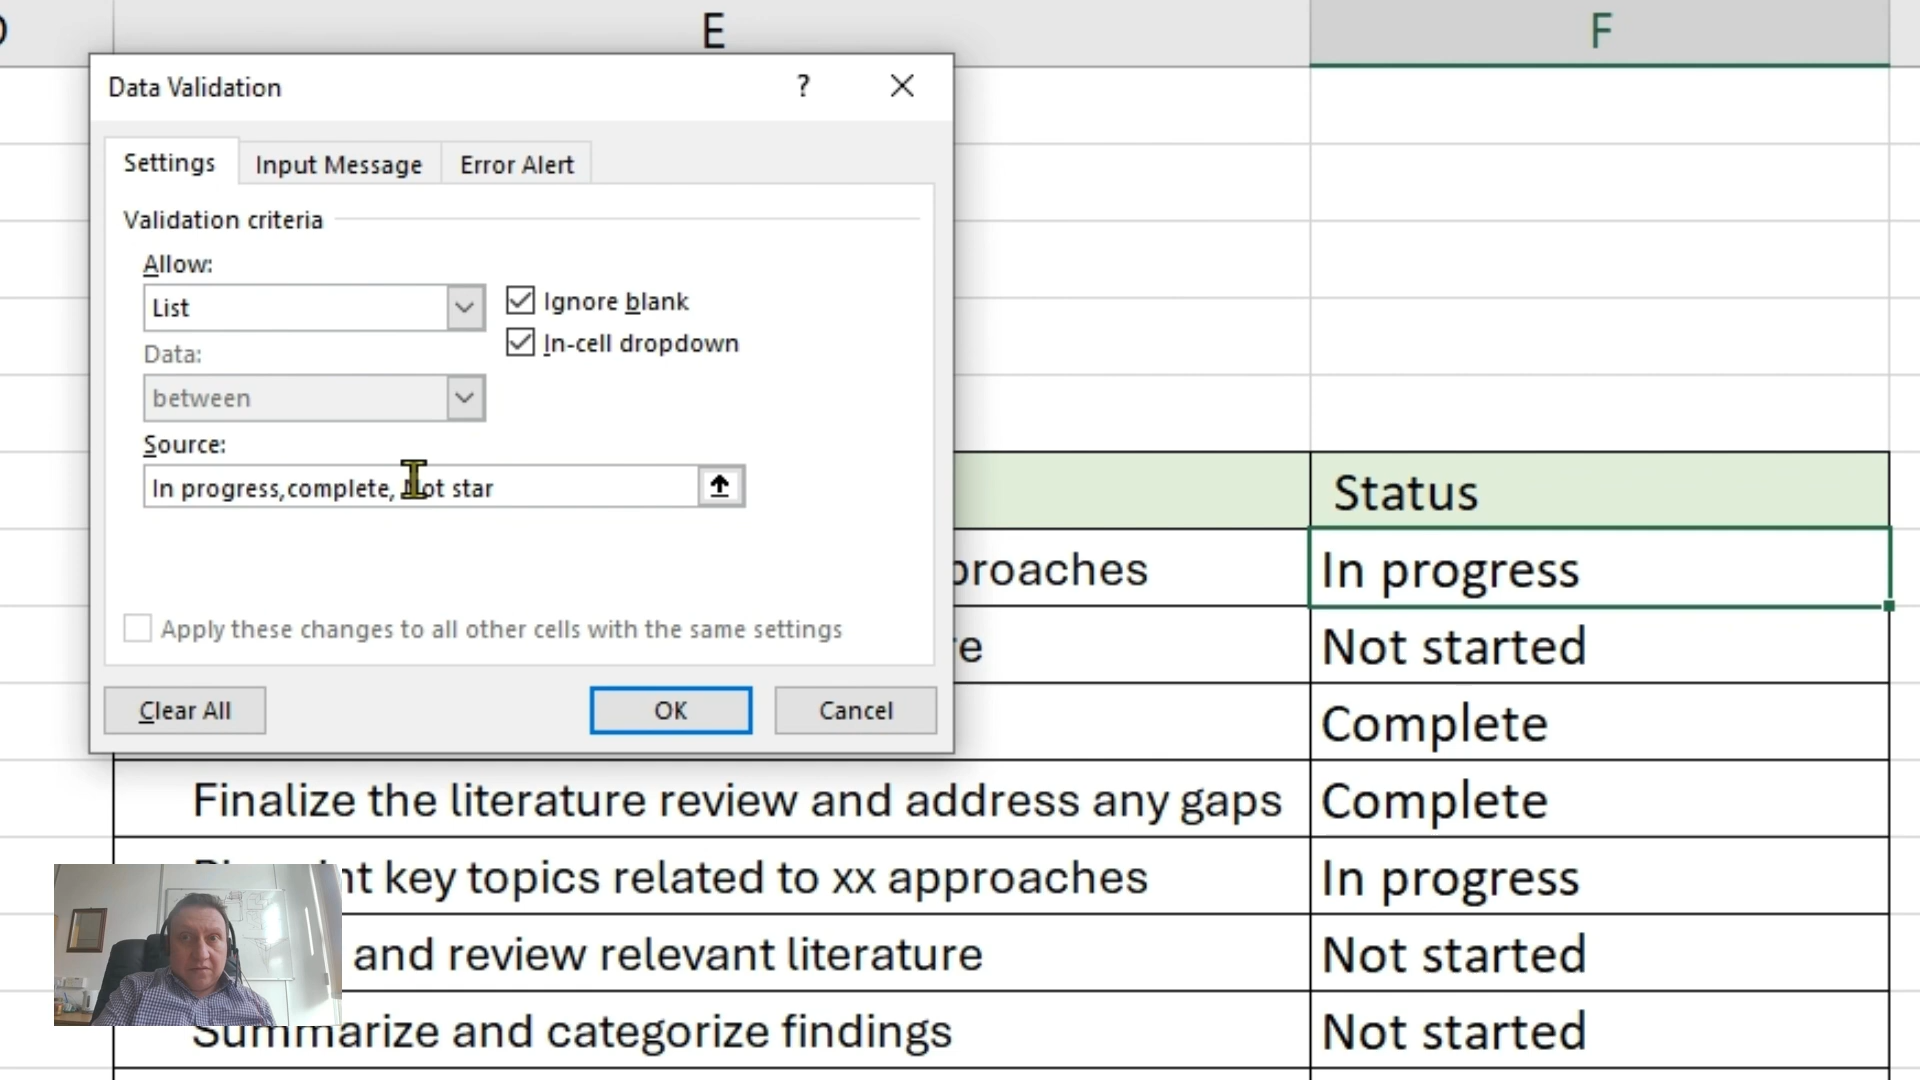 E
F
Data Validation
?
Settings
Input Message
Error Alert
Validation criteria
Allow:
List
Ignore blank
In-cell dropdown
Data:
between
Source:
In progress,complete, Not star
Apply these changes to all other cells with the same settings
Clear All
OK
Cancel
Status
proaches
In progress
re
Not started
Complete
Finalize the literature review and address any gaps
Complete
key topics related to xx approaches
In progress
and review relevant literature
Not started
Summarize and categorize findings
Not started